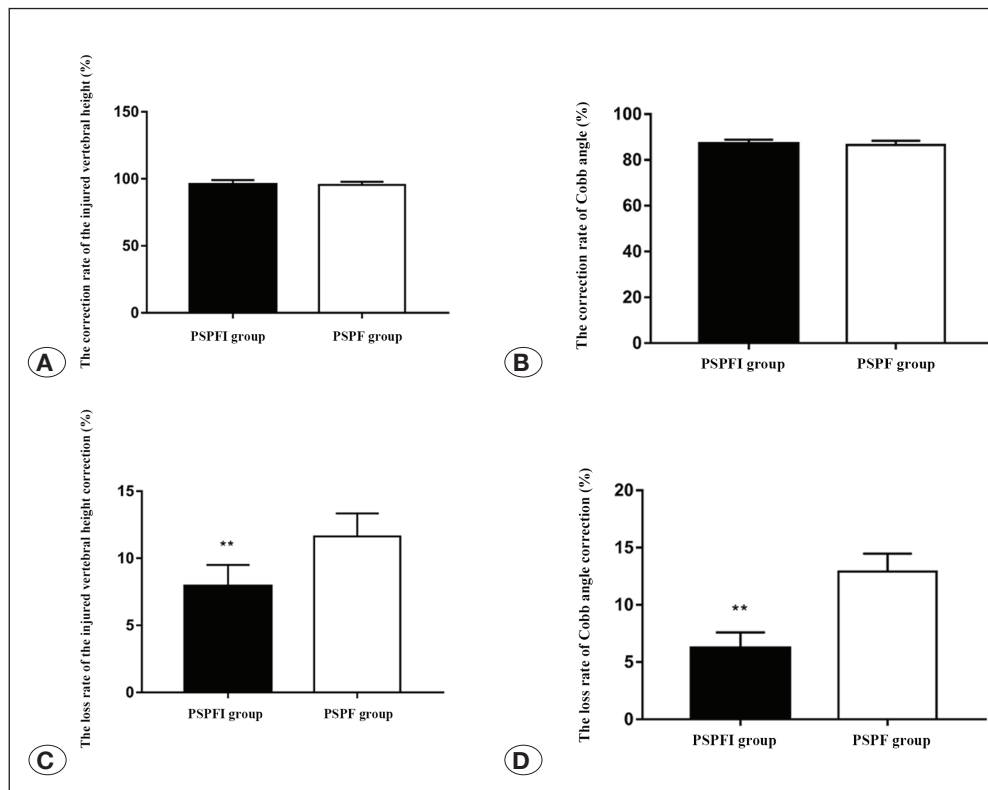 The correction rate of the injured vertebral height (%)
150
100
50
0
PSPFI group PSPF group
A
The correction rate of Cobb angle (%)
100
80
60
40
20
0
PSPFI group PSPF group
B
The loss rate of the injured vertebral height correction (%)
15
10
5
0
**
PSPFI group PSPF group
C
The loss rate of Cobb angle correction (%)
20
15
10
5
0
**
PSPFI group PSPF group
D